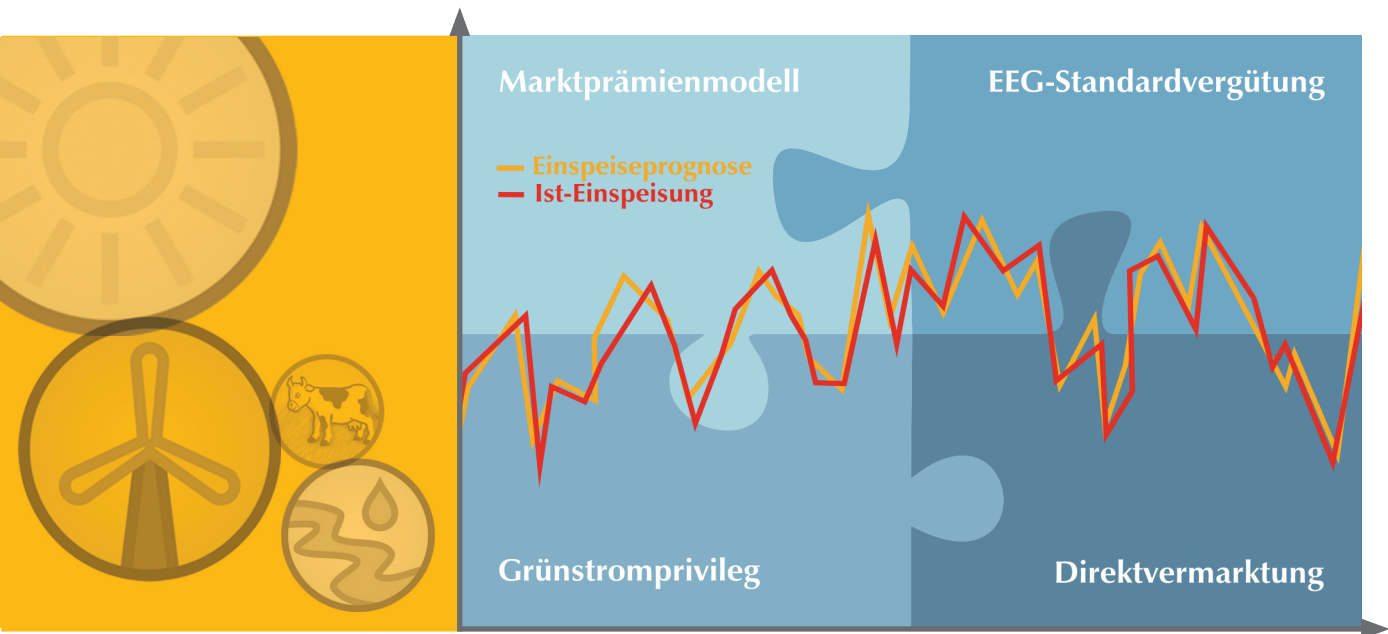 Marktprämienmodell
EEG-Standardvergütung
Einspeiseprognose
Ist-Einspeisung
Grünstromprivileg
Direktvermarktung